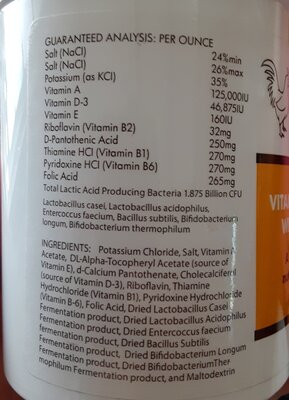 GUARANTEED ANALYSIS: PER OUNCE
Salt (NaCl) 24%min
Salt (NaCl) 26%max
Potassium (as KCl) 35%
Vitamin A 125,000IU
Vitamin D-3 46,875IU
Vitamin E 160IU
Riboflavin (Vitamin B2) 32mg
D-Pantothenic Acid 250mg
Thiamine HCl (Vitamin B1) 270mg
Pyridoxine HCl (Vitamin B6) 270mg
Folic Acid 265mg
Total Lactic Acid Producing Bacteria 1.875 Billion CFU
Lactobacillus casei, Lactobacillus acidophilus,
Entercoccus faecium, Bacillus subtilis, Bifidobacterium
longum, Bifidobacterium thermophilum
INGREDIENTS: Potassium Chloride, Salt, Vitamin A
Acetate, DL-Alpha-Tocopheryl Acetate (source of
Vitamin E), d-Calcium Pantothenate, Cholecalciferol
(source of Vitamin D-3), Riboflavin, Thiamine
Hydrochloride (Vitamin B1), Pyridoxine Hydrochloride
(Vitamin B-6), Folic Acid, Dried Lactobacillus Casei
fermentation product, Dried Lactobacillus Acidophilus
fermentation product, Dried Enterococcus faecium
fermentation product, Dried Bacillus Subtilis
fermentation product, Dried Bifidobacterium Longum
Fermentation product, Dried BifidobacteriumTher
mophilum Fermentation product, and Maltodextrin
VITA